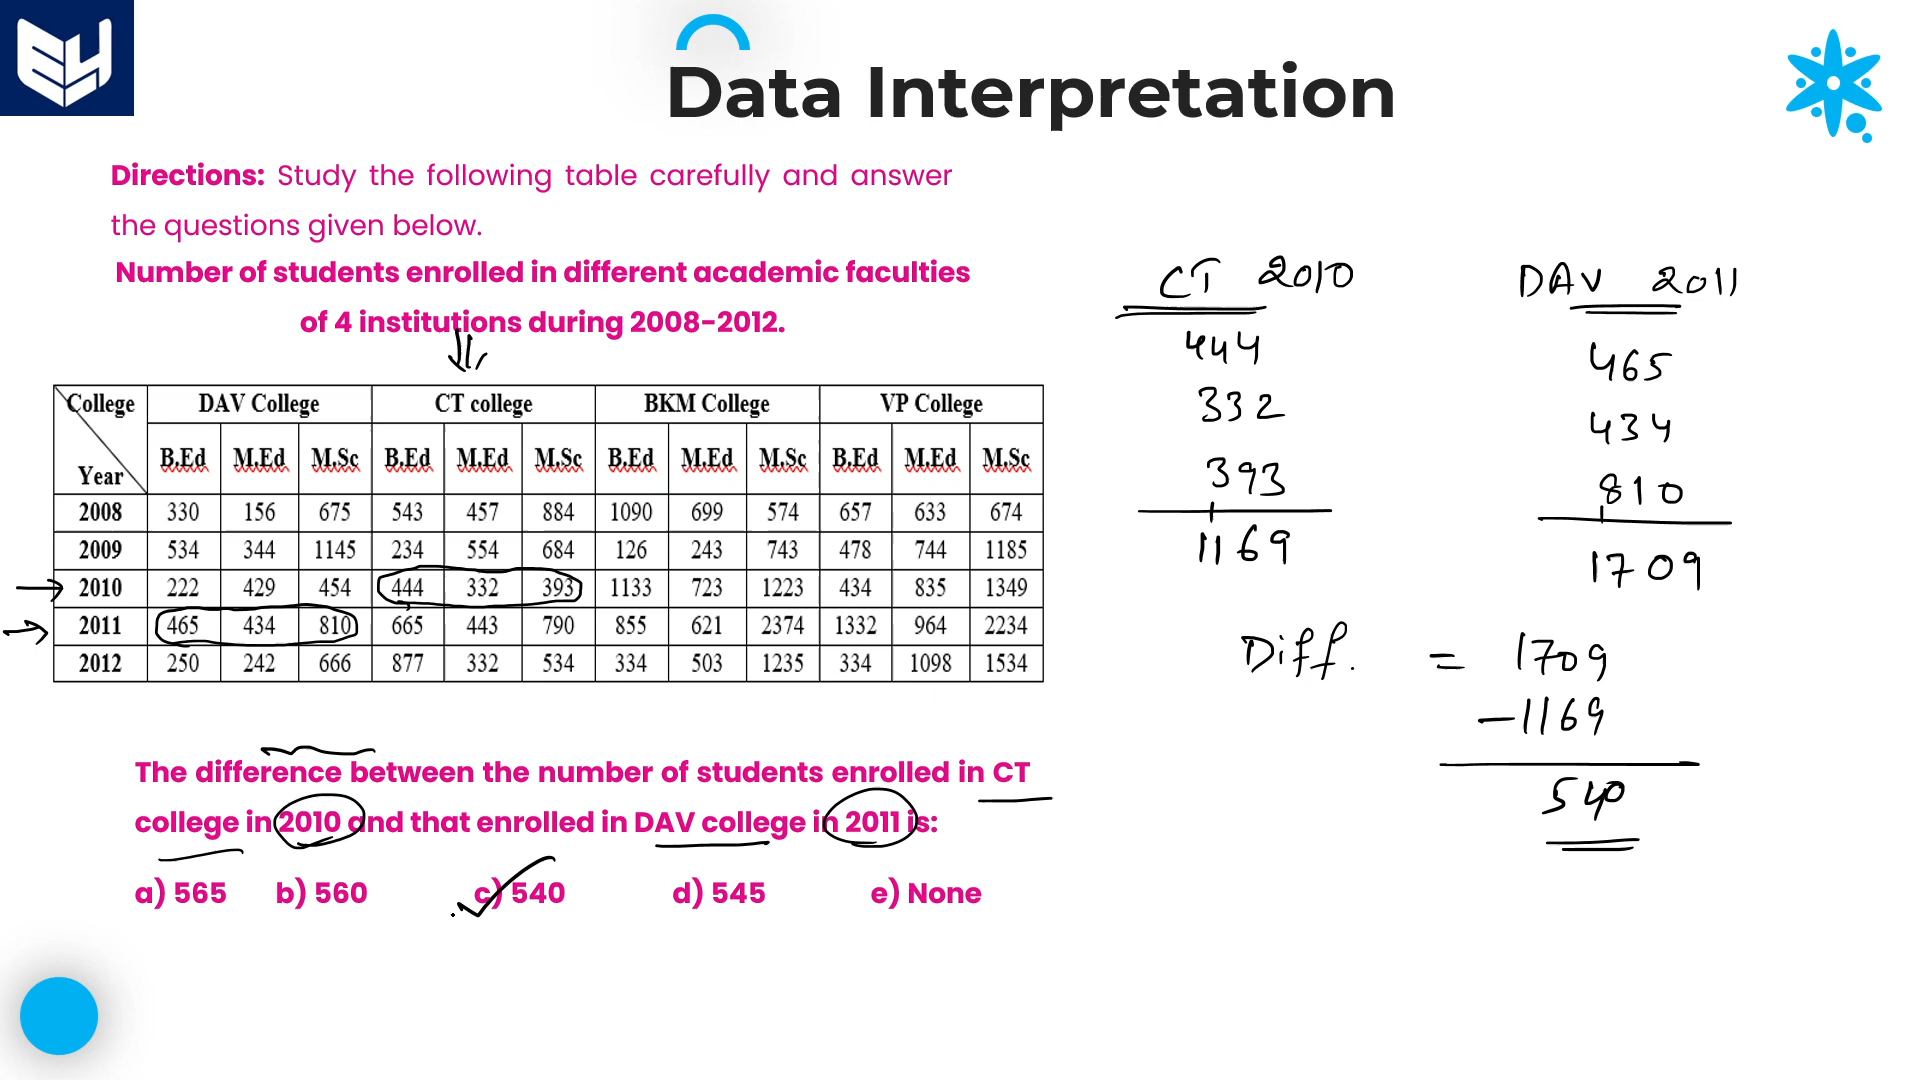 Data Interpretation
Directions: Study the following table carefully and answer
the questions given below.
Number of students enrolled in different academic faculties
of 4 institutions during 2008-2012.
College DAV College CT college BKM College VP College
Year B.Ed M.Ed M.Sc B.Ed M.Ed M.Sc B.Ed M.Ed M.Sc B.Ed M.Ed M.Sc
2008 330 156 675 543 457 884 1090 699 574 657 633 674
2009 534 344 1145 234 554 684 126 243 743 478 744 1185
2010 222 429 454 444 332 393 1133 723 1223 434 835 1349
2011 465 434 810 665 443 790 855 621 2374 1332 964 2234
2012 250 242 666 877 332 534 334 503 1235 334 1098 1534
The difference between the number of students enrolled in CT
college in 2010 and that enrolled in DAV college in 2011 is:
a) 565 b) 560 c) 540 d) 545 e) None
CT 2010
444
332
393
1169
DAV 2011
465
434
810
1709
Diff. = 1709
-1169
540